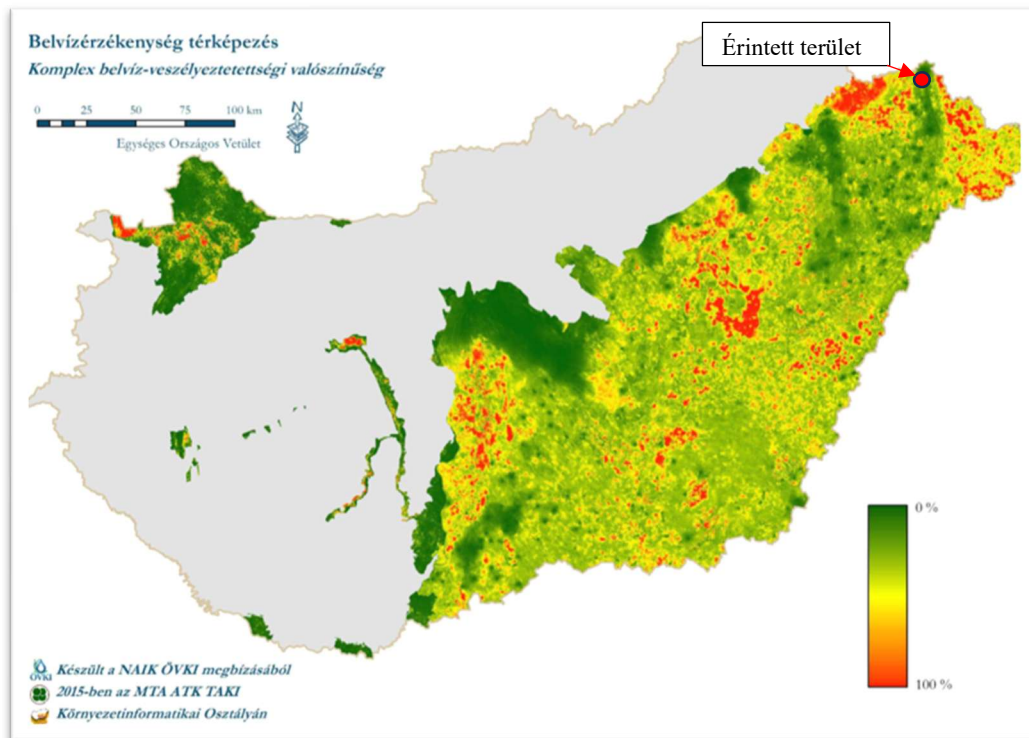 Belvízérzékenység térképezés
Komplex belvíz-veszélyeztetettségi valószínűség
0 25 50 75 100 km
N
Egységes Országos Vetület
Érintett terület
0 %
100 %
ÖVKI
Készült a NAIK ÖVKI megbízásából
2015-ben az MTA ATK TAKI
Környezetinformatikai Osztályán